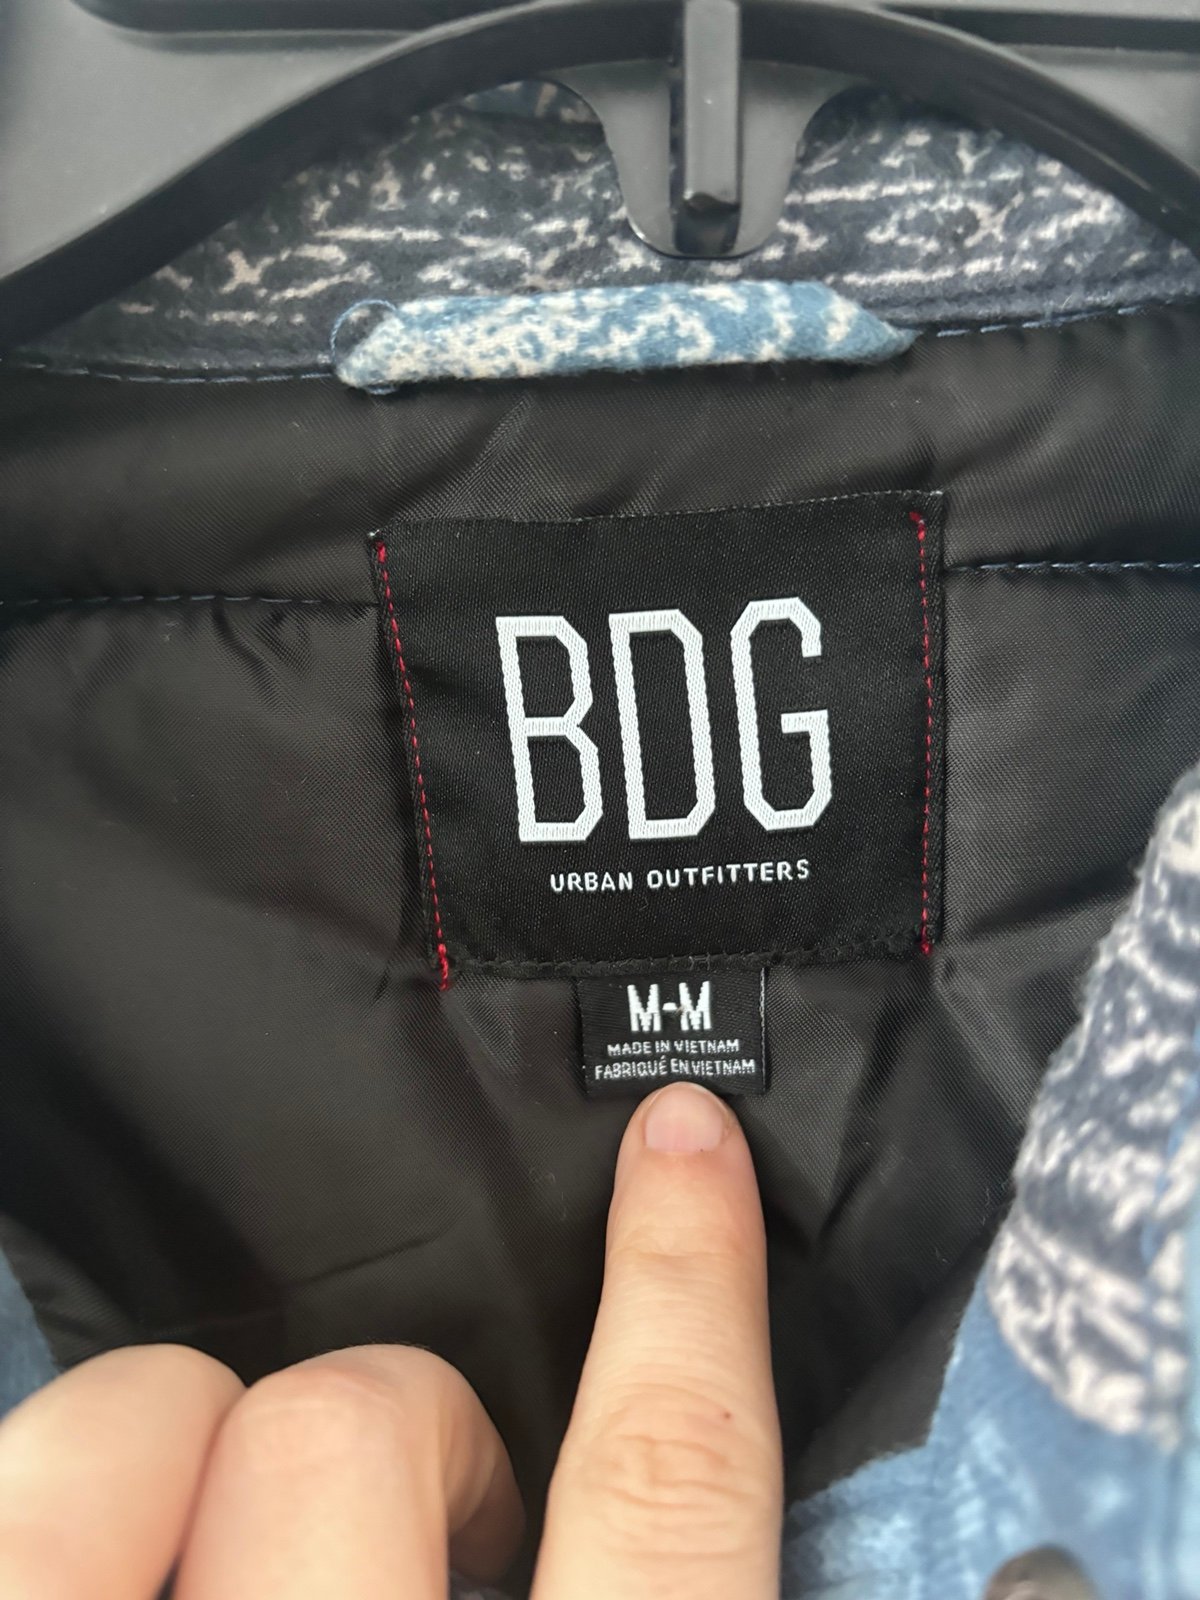 BDG
URBAN OUTFITTERS
M-M
MADE IN VIETNAM
FABRIQUÉ EN VIETNAM